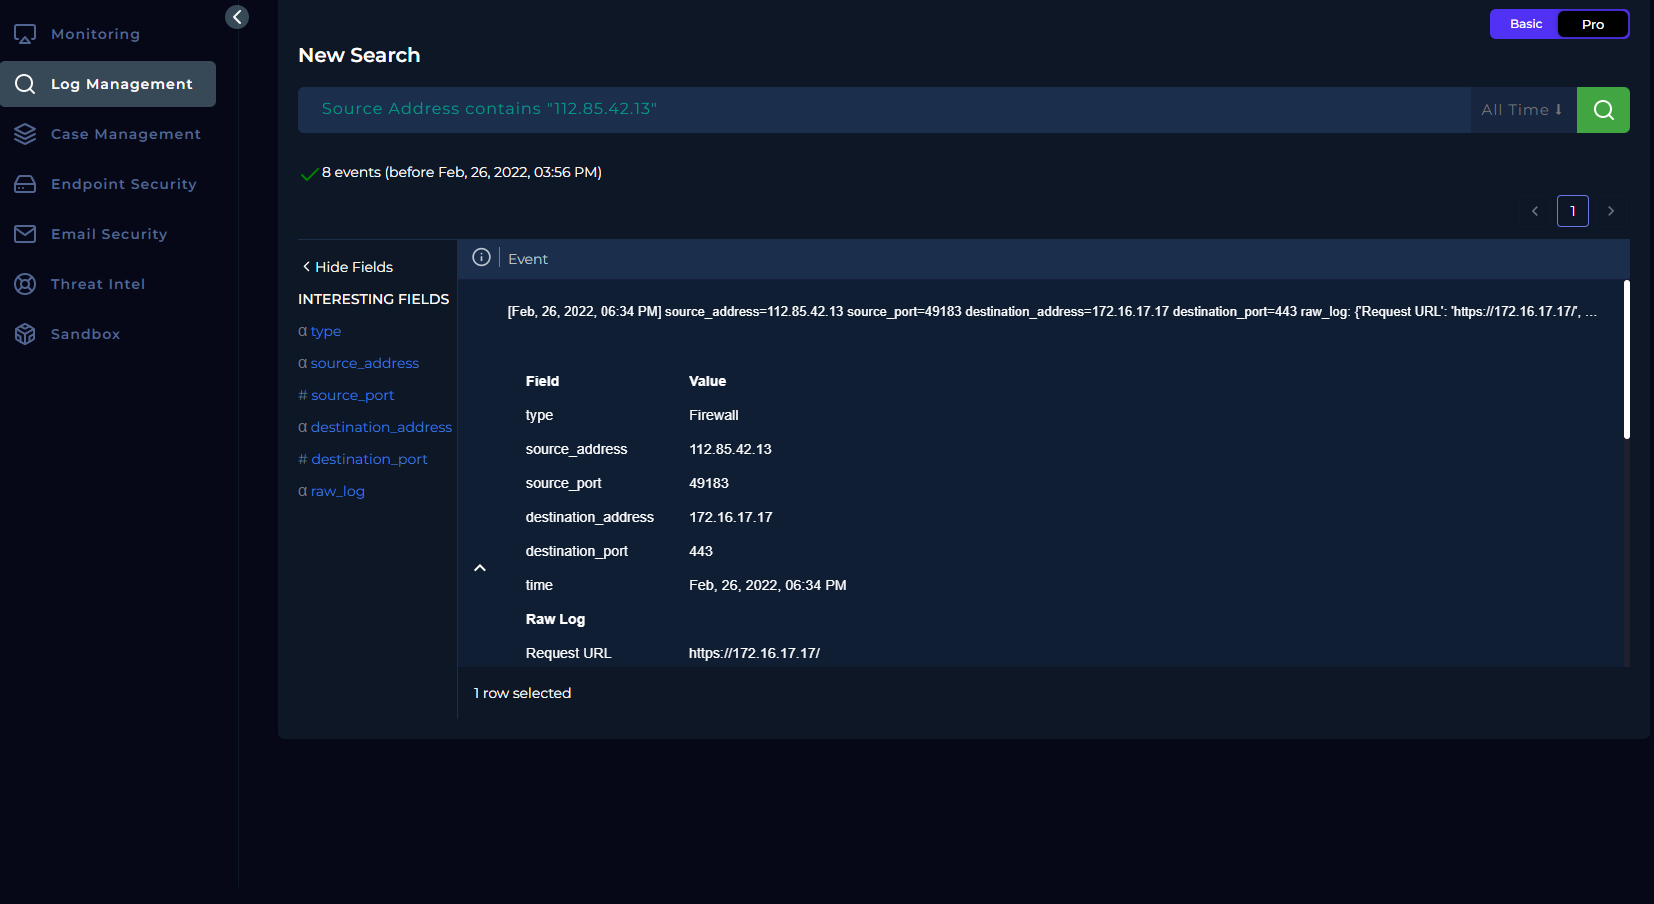 Monitoring
Log Management
Case Management
Endpoint Security
Email Security
Threat Intel
Sandbox
Basic
Pro
New Search
Source Address contains "112.85.42.13"
All Time
8 events (before Feb, 26, 2022, 03:56 PM)
1
Hide Fields
INTERESTING FIELDS
α type
α source_address
# source_port
α destination_address
# destination_port
α raw_log
Event
[Feb, 26, 2022, 06:34 PM] source_address=112.85.42.13 source_port=49183 destination_address=172.16.17.17 destination_port=443 raw_log: {'Request URL': 'https://172.16.17.17/', ...
Field Value
type Firewall
source_address 112.85.42.13
source_port 49183
destination_address 172.16.17.17
destination_port 443
time Feb, 26, 2022, 06:34 PM
Raw Log
Request URL https://172.16.17.17/
1 row selected